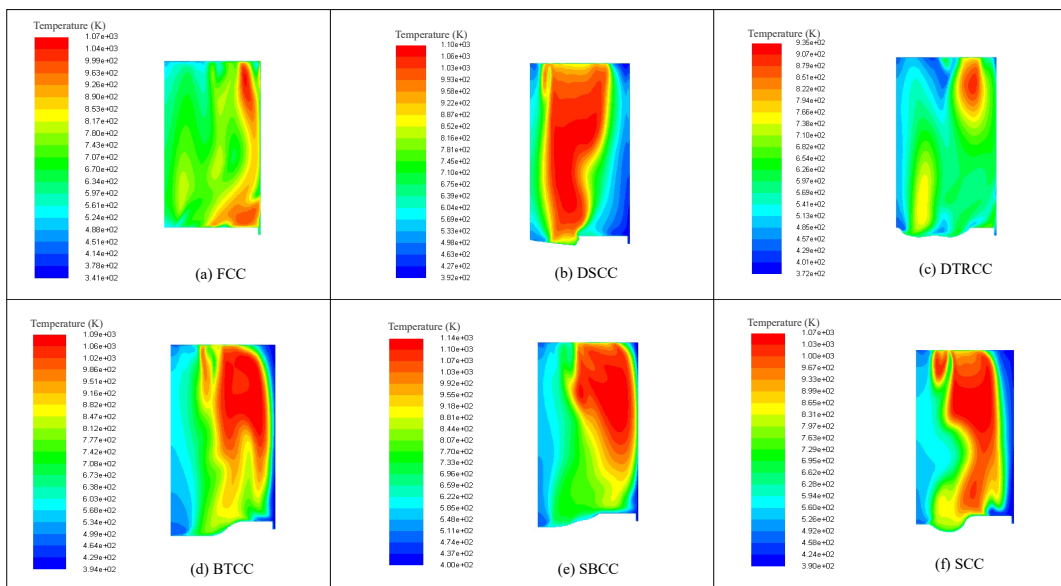 Temperature (K)
1.07e+03
1.04e+03
9.99e+02
9.63e+02
9.26e+02
8.90e+02
8.53e+02
8.17e+02
7.80e+02
7.43e+02
7.07e+02
6.70e+02
6.34e+02
5.97e+02
5.61e+02
5.24e+02
4.88e+02
4.51e+02
4.14e+02
3.78e+02
3.41e+02
(a) FCC
Temperature (K)
1.10e+03
1.06e+03
1.03e+03
9.93e+02
9.58e+02
9.22e+02
8.87e+02
8.52e+02
8.16e+02
7.81e+02
7.45e+02
7.10e+02
6.75e+02
6.39e+02
6.04e+02
5.69e+02
5.33e+02
4.98e+02
4.63e+02
4.27e+02
3.92e+02
(b) DSCC
Temperature (K)
9.35e+02
9.07e+02
8.79e+02
8.51e+02
8.22e+02
7.94e+02
7.66e+02
7.38e+02
7.10e+02
6.82e+02
6.54e+02
6.26e+02
5.97e+02
5.69e+02
5.41e+02
5.13e+02
4.85e+02
4.57e+02
4.29e+02
4.01e+02
3.72e+02
(c) DTRCC
Temperature (K)
1.09e+03
1.06e+03
1.02e+03
9.86e+02
9.51e+02
9.16e+02
8.82e+02
8.47e+02
8.12e+02
7.77e+02
7.42e+02
7.08e+02
6.73e+02
6.38e+02
6.03e+02
5.68e+02
5.34e+02
4.99e+02
4.64e+02
4.29e+02
3.94e+02
(d) BTCC
Temperature (K)
1.14e+03
1.10e+03
1.07e+03
1.03e+03
9.92e+02
9.55e+02
9.18e+02
8.81e+02
8.44e+02
8.07e+02
7.70e+02
7.33e+02
6.96e+02
6.59e+02
6.22e+02
5.85e+02
5.48e+02
5.11e+02
4.74e+02
4.37e+02
4.00e+02
(e) SBCC
Temperature (K)
1.07e+03
1.03e+03
1.00e+03
9.67e+02
9.33e+02
8.99e+02
8.65e+02
8.31e+02
7.97e+02
7.63e+02
7.29e+02
6.95e+02
6.62e+02
6.28e+02
5.94e+02
5.60e+02
5.26e+02
4.92e+02
4.58e+02
4.24e+02
3.90e+02
(f) SCC